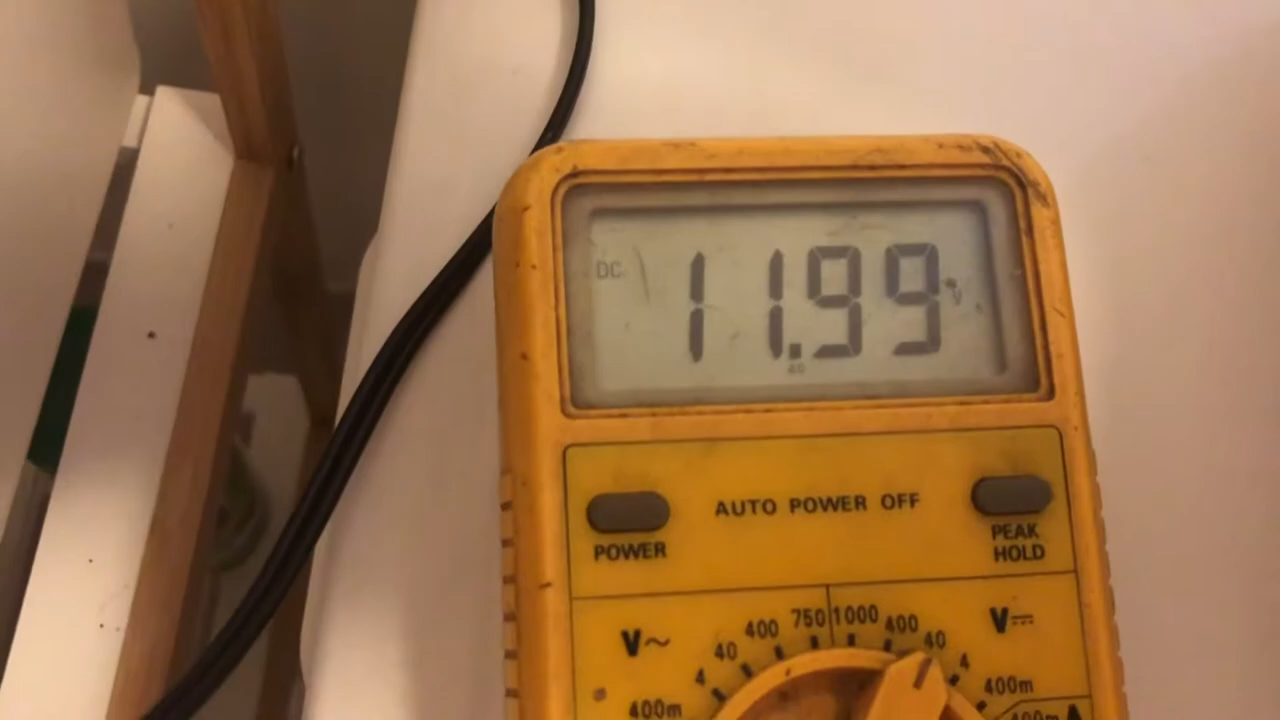 DC 11.99 V
40
AUTO POWER OFF
POWER
PEAK
HOLD
V~ 4 40 400 750 1000 400 40 4 V⎓
400m 400m
400m A